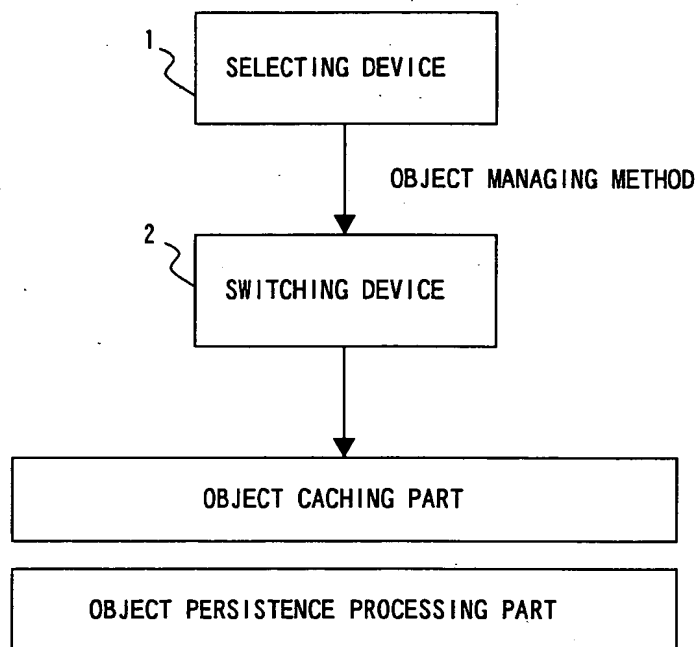 1
SELECTING DEVICE
OBJECT MANAGING METHOD
2
SWITCHING DEVICE
OBJECT CACHING PART
OBJECT PERSISTENCE PROCESSING PART